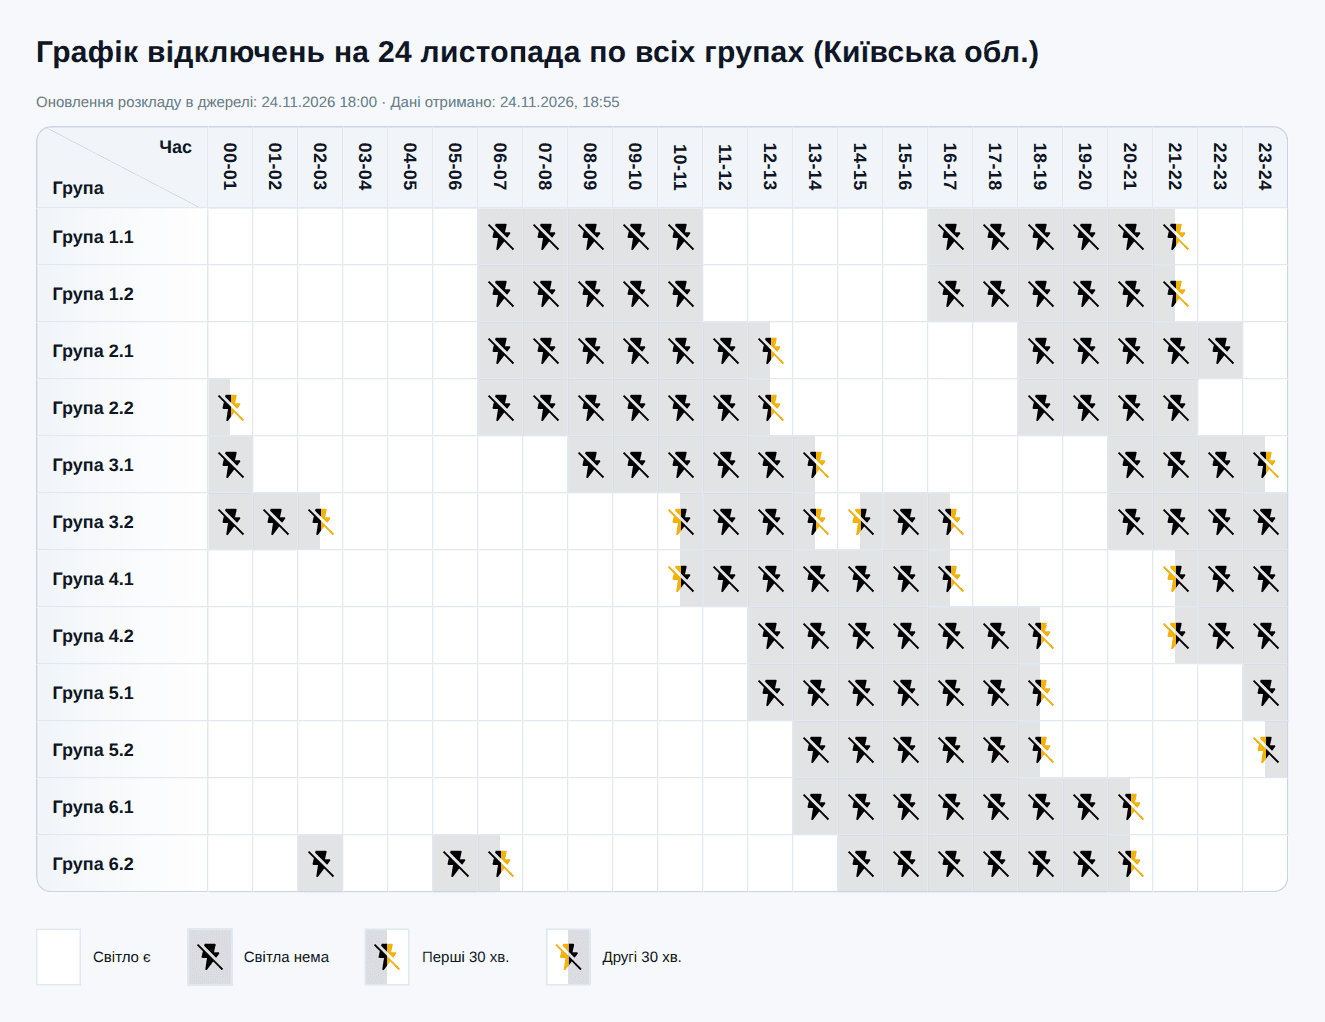 Графік відключень на 24 листопада по всіх групах (Київська обл.)
Оновлення розкладу в джерелі: 24.11.2026 18:00 · Дані отримано: 24.11.2026, 18:55
Час
Група
00-01 01-02 02-03 03-04 04-05 05-06 06-07 07-08 08-09 09-10 10-11 11-12 12-13 13-14 14-15 15-16 16-17 17-18 18-19 19-20 20-21 21-22 22-23 23-24
Група 1.1
Група 1.2
Група 2.1
Група 2.2
Група 3.1
Група 3.2
Група 4.1
Група 4.2
Група 5.1
Група 5.2
Група 6.1
Група 6.2
Світло є Світла нема Перші 30 хв. Другі 30 хв.